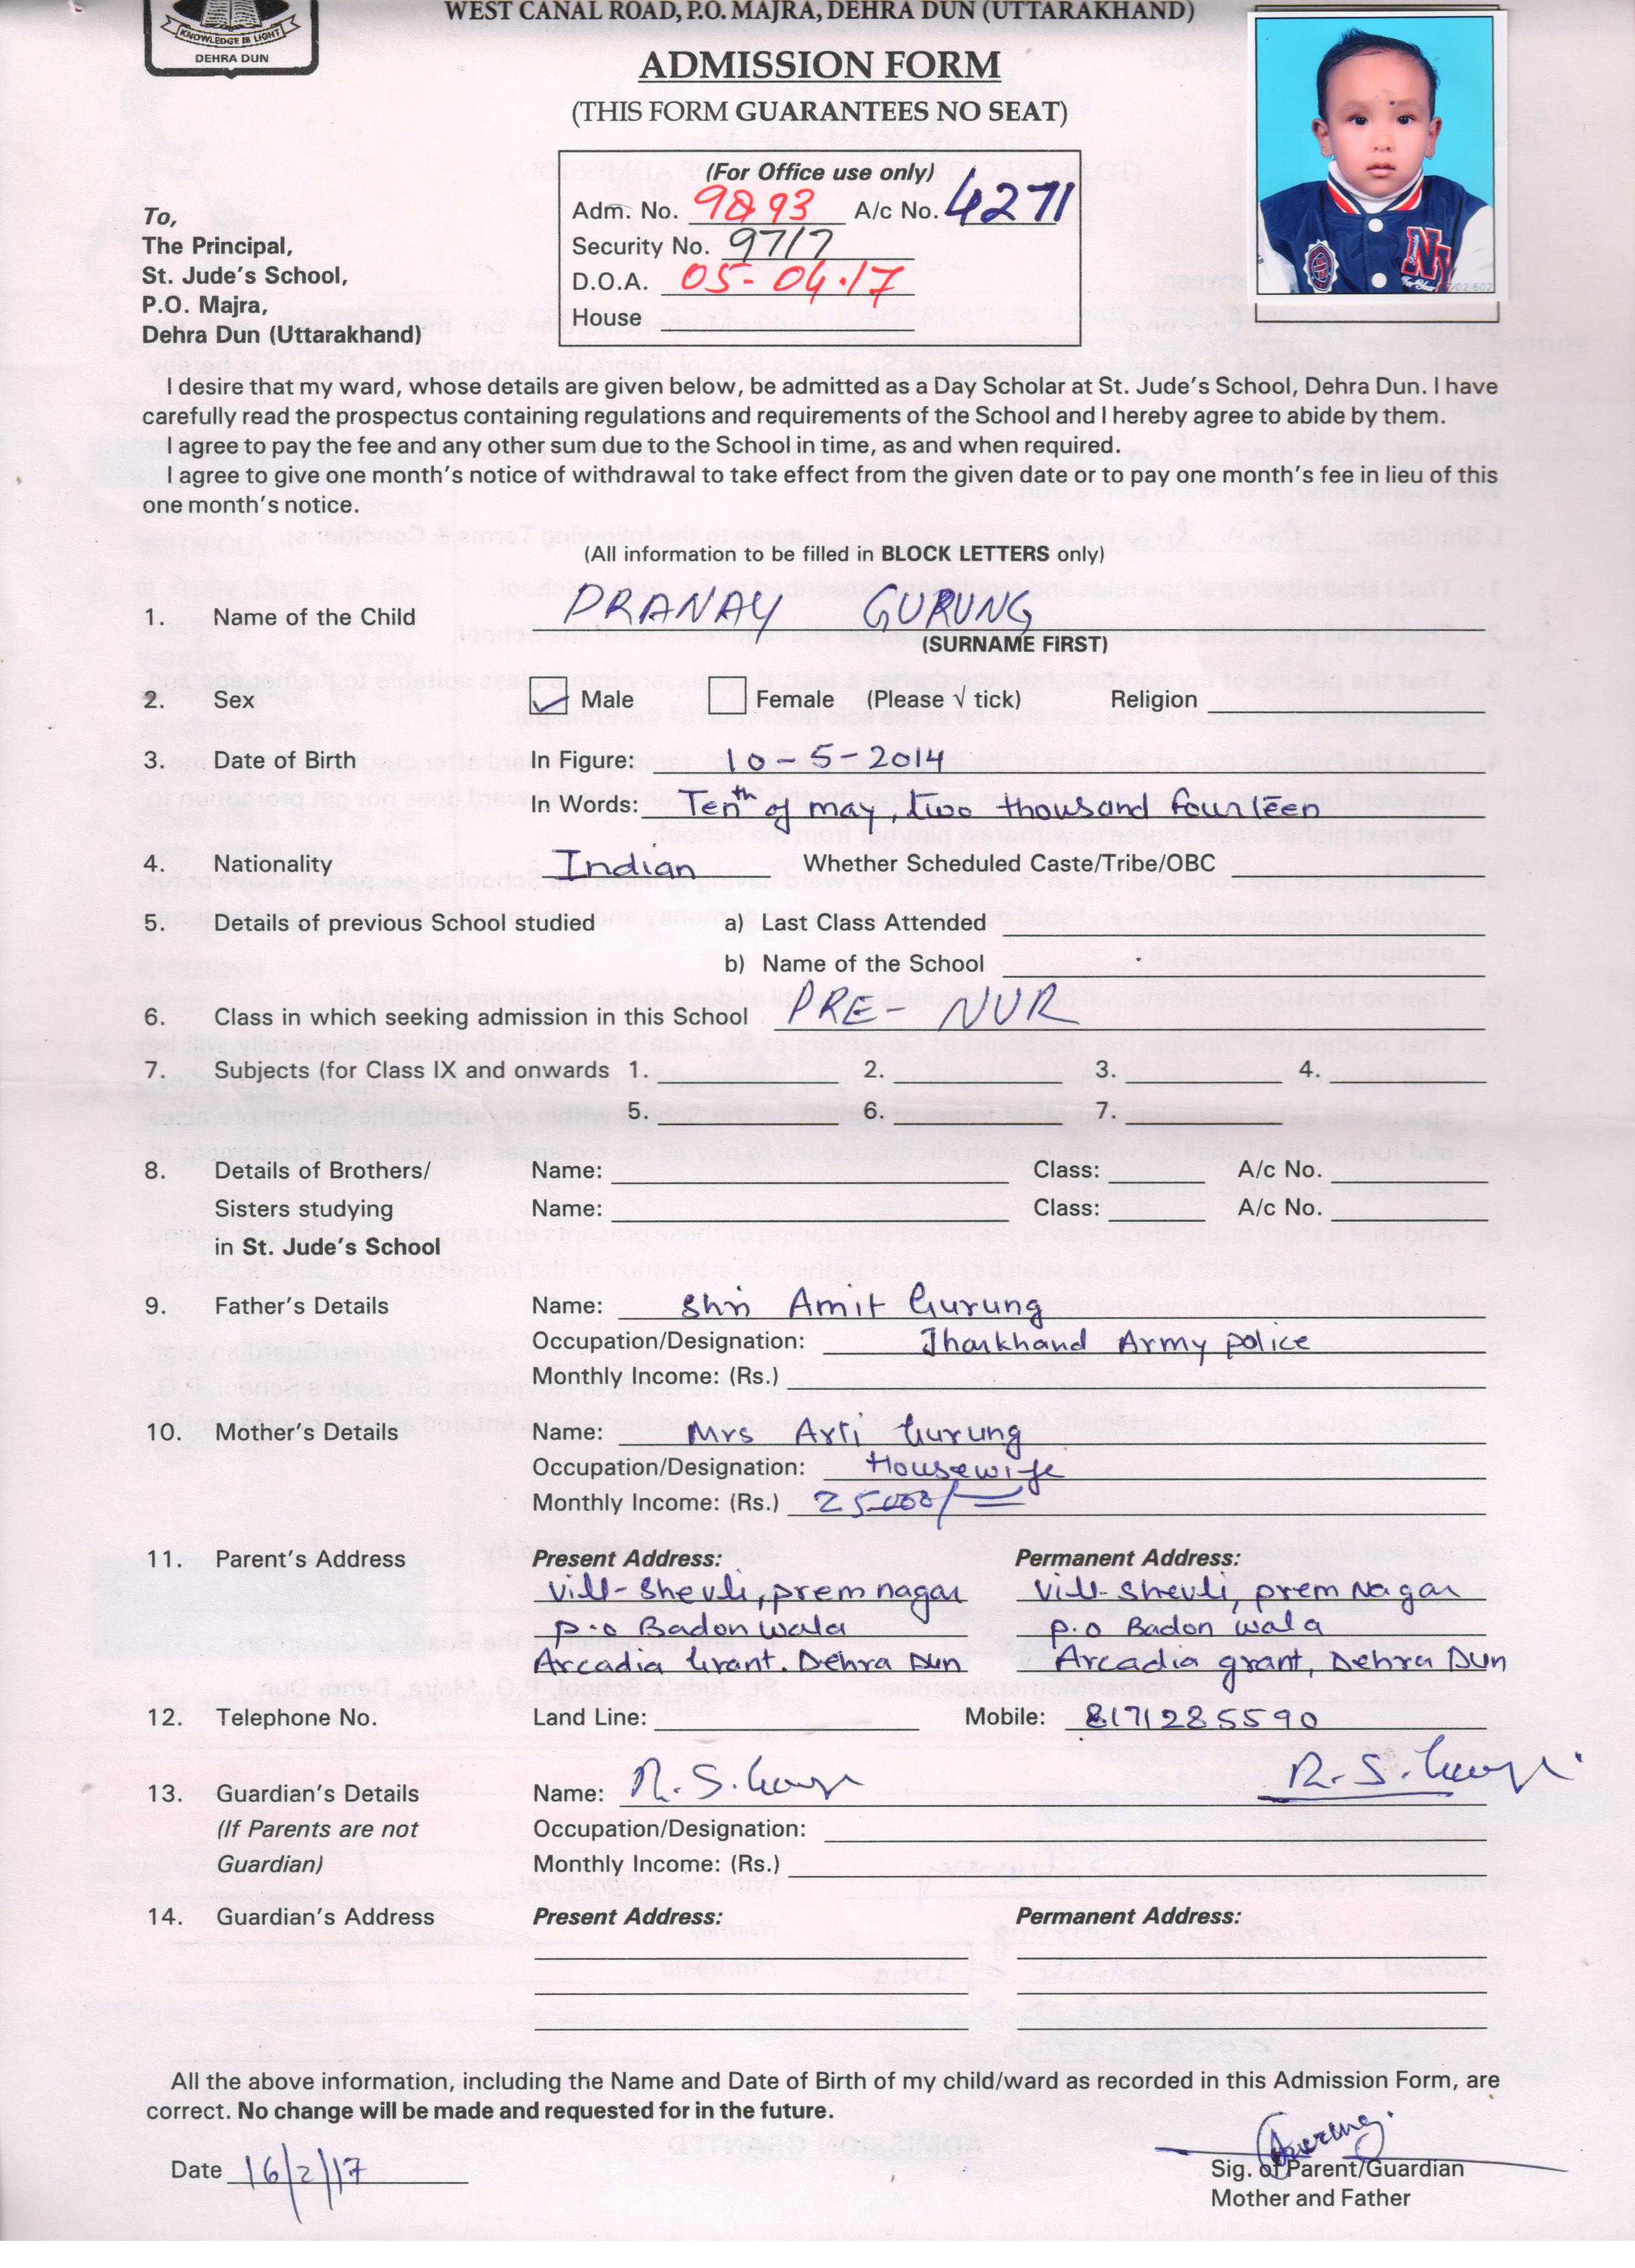 WEST CANAL ROAD, P.O. MAJRA, DEHRA DUN (UTTARAKHAND)
KNOWLEDGE IS LIGHT
DEHRA DUN
ADMISSION FORM
(THIS FORM GUARANTEES NO SEAT)
(For Office use only)
Adm. No. 9893 A/c No. 4271
Security No. 9717
D.O.A. 05-04-17
House
To,
The Principal,
St. Jude's School,
P.O. Majra,
Dehra Dun (Uttarakhand)
I desire that my ward, whose details are given below, be admitted as a Day Scholar at St. Jude's School, Dehra Dun. I have
carefully read the prospectus containing regulations and requirements of the School and I hereby agree to abide by them.
I agree to pay the fee and any other sum due to the School in time, as and when required.
I agree to give one month's notice of withdrawal to take effect from the given date or to pay one month's fee in lieu of this
one month's notice.
(All information to be filled in BLOCK LETTERS only)
1. Name of the Child PRANAY GURUNG
(SURNAME FIRST)
2. Sex ✓ Male Female (Please √ tick) Religion
3. Date of Birth In Figure: 10-5-2014
In Words: Tenth of may, two thousand fourteen
4. Nationality Indian Whether Scheduled Caste/Tribe/OBC
5. Details of previous School studied a) Last Class Attended
b) Name of the School
6. Class in which seeking admission in this School PRE- NUR
7. Subjects (for Class IX and onwards 1. 2. 3. 4.
5. 6. 7.
8. Details of Brothers/ Name: Class: A/c No.
Sisters studying Name: Class: A/c No.
in St. Jude's School
9. Father's Details Name: Shri Amit Gurung
Occupation/Designation: Jharkhand Army police
Monthly Income: (Rs.)
10. Mother's Details Name: Mrs Arti Gurung
Occupation/Designation: Housewife
Monthly Income: (Rs.) 25000/=
11. Parent's Address Present Address: Permanent Address:
Vill-Shevli, prem nagar Vill-Shevli, prem Nagar
p.o Badon wala p.o Badon wala
Arcadia Grant. Dehra Dun Arcadia grant, Dehra Dun
12. Telephone No. Land Line: Mobile: 8171285590
13. Guardian's Details Name: R.S. R.S.
(If Parents are not Occupation/Designation:
Guardian) Monthly Income: (Rs.)
14. Guardian's Address Present Address: Permanent Address:
All the above information, including the Name and Date of Birth of my child/ward as recorded in this Admission Form, are
correct. No change will be made and requested for in the future.
Date 16/2/17
Sig. of Parent/Guardian
Mother and Father